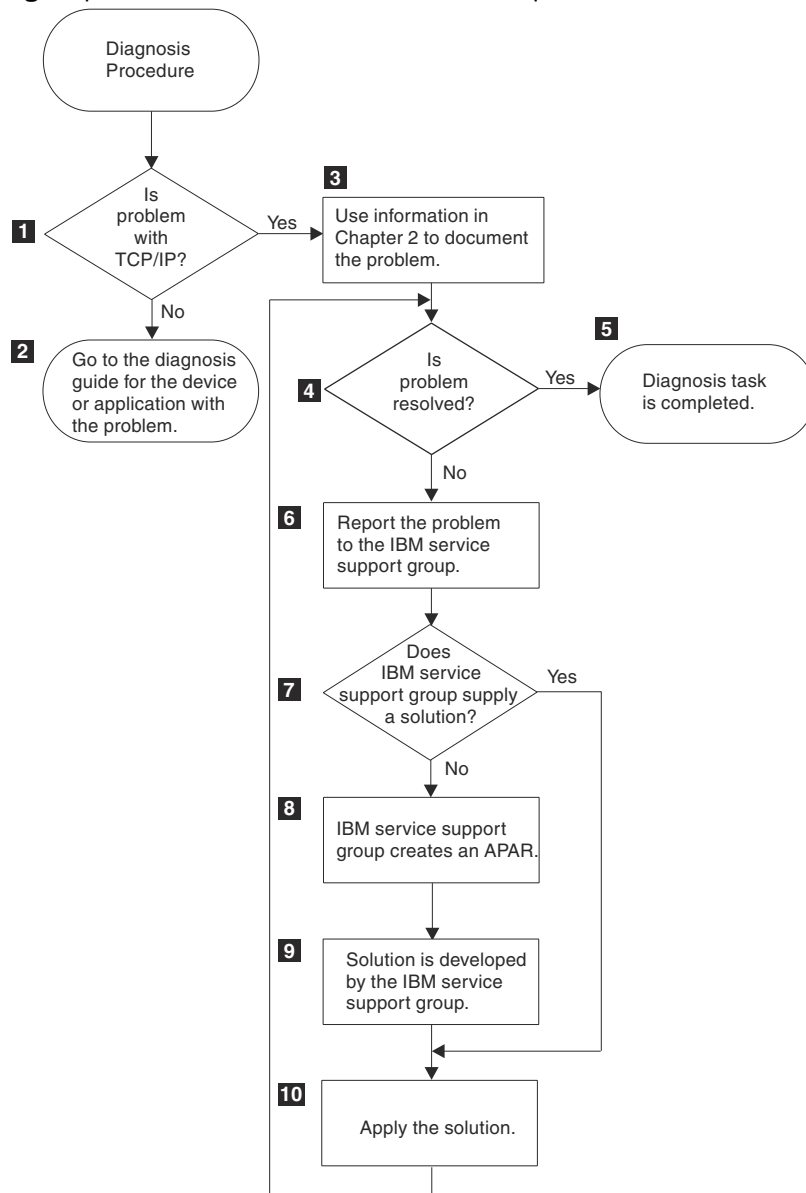 Diagnosis
Procedure
1
Is
problem
with
TCP/IP?
Yes
No
2
Go to the diagnosis
guide for the device
or application with
the problem.
3
Use information in
Chapter 2 to document
the problem.
4
Is
problem
resolved?
Yes
No
5
Diagnosis task
is completed.
6
Report the problem
to the IBM service
support group.
7
Does
IBM service
support group supply
a solution?
Yes
No
8
IBM service support
group creates an APAR.
9
Solution is developed
by the IBM service
support group.
10
Apply the solution.